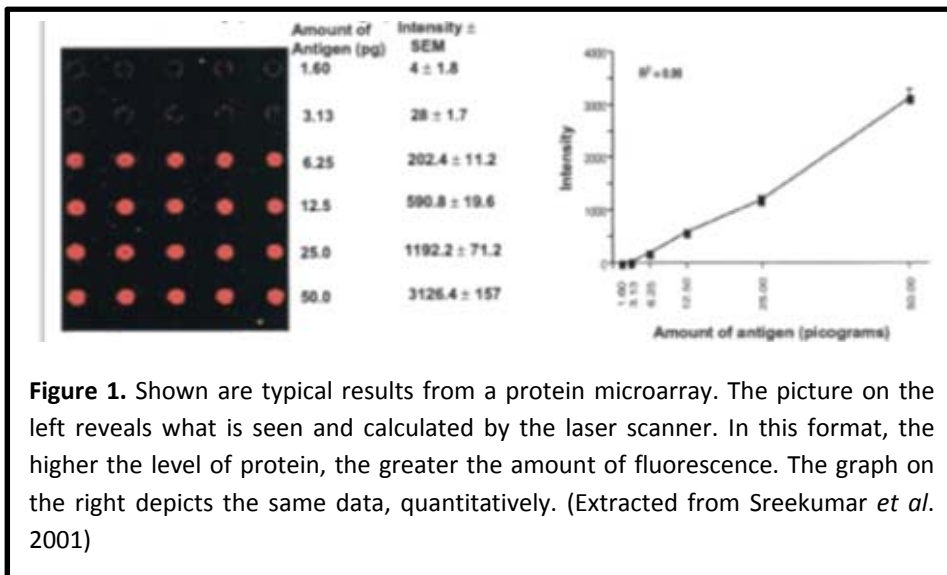 Amount of Antigen (pg)
Intensity ± SEM
1.60 4 ± 1.8
3.13 28 ± 1.7
6.25 202.4 ± 11.2
12.5 590.8 ± 19.6
25.0 1192.2 ± 71.2
50.0 3126.4 ± 157
4000
3000
2000
1000
0
Intensity
1.60
3.13
6.25
12.50
25.00
50.00
Amount of antigen (picograms)
Figure 1. Shown are typical results from a protein microarray. The picture on the
left reveals what is seen and calculated by the laser scanner. In this format, the
higher the level of protein, the greater the amount of fluorescence. The graph on
the right depicts the same data, quantitatively. (Extracted from Sreekumar et al.
2001)